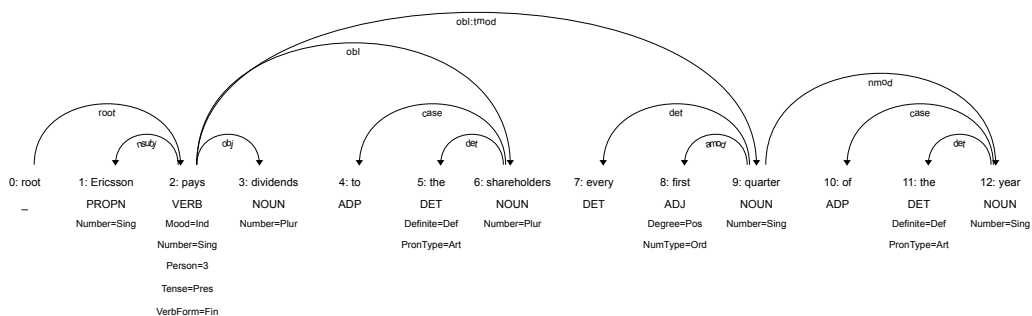 obl:tmod
obl
nmod
root
case
det
case
nsubj
obj
det
amod
det
0: root 1: Ericsson 2: pays 3: dividends 4: to 5: the 6: shareholders 7: every 8: first 9: quarter 10: of 11: the 12: year
_ PROPN VERB NOUN ADP DET NOUN DET ADJ NOUN ADP DET NOUN
Number=Sing Mood=Ind Number=Plur Definite=Def Number=Plur Degree=Pos Number=Sing Definite=Def Number=Sing
Number=Sing PronType=Art NumType=Ord PronType=Art
Person=3
Tense=Pres
VerbForm=Fin